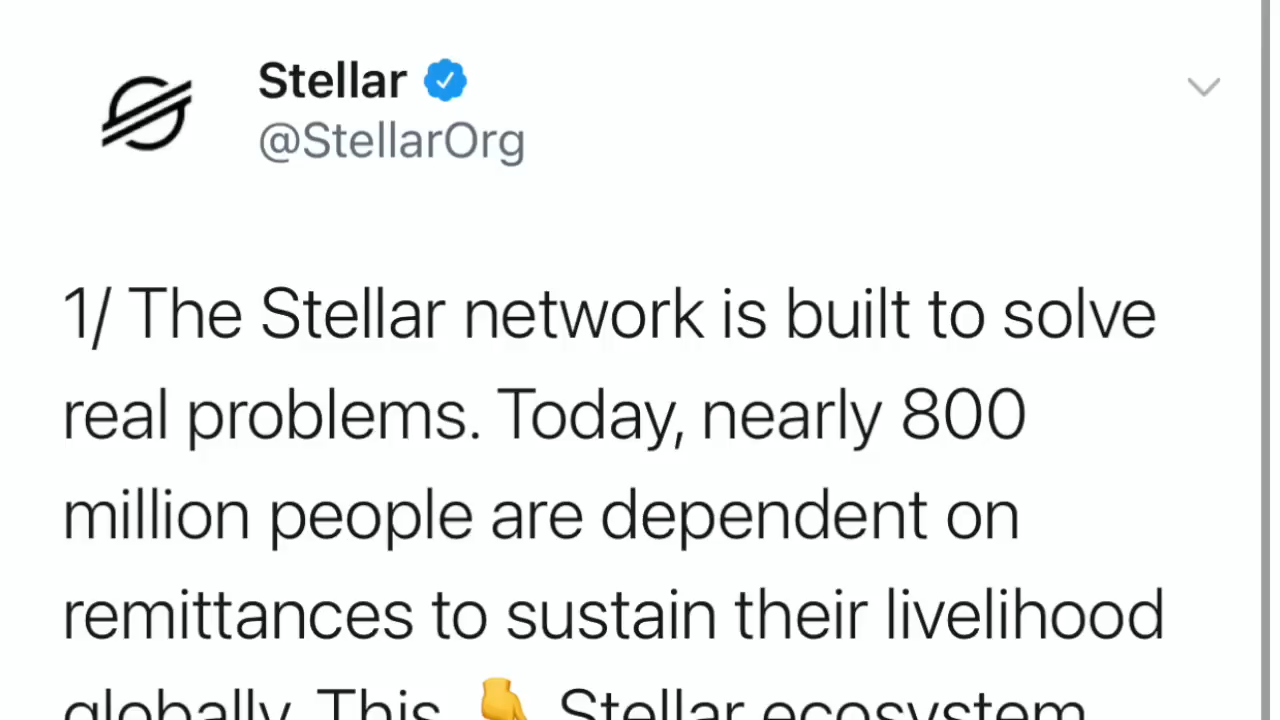 Stellar
@StellarOrg
1/ The Stellar network is built to solve
real problems. Today, nearly 800
million people are dependent on
remittances to sustain their livelihood
globally. This 👇 Stellar ecosystem